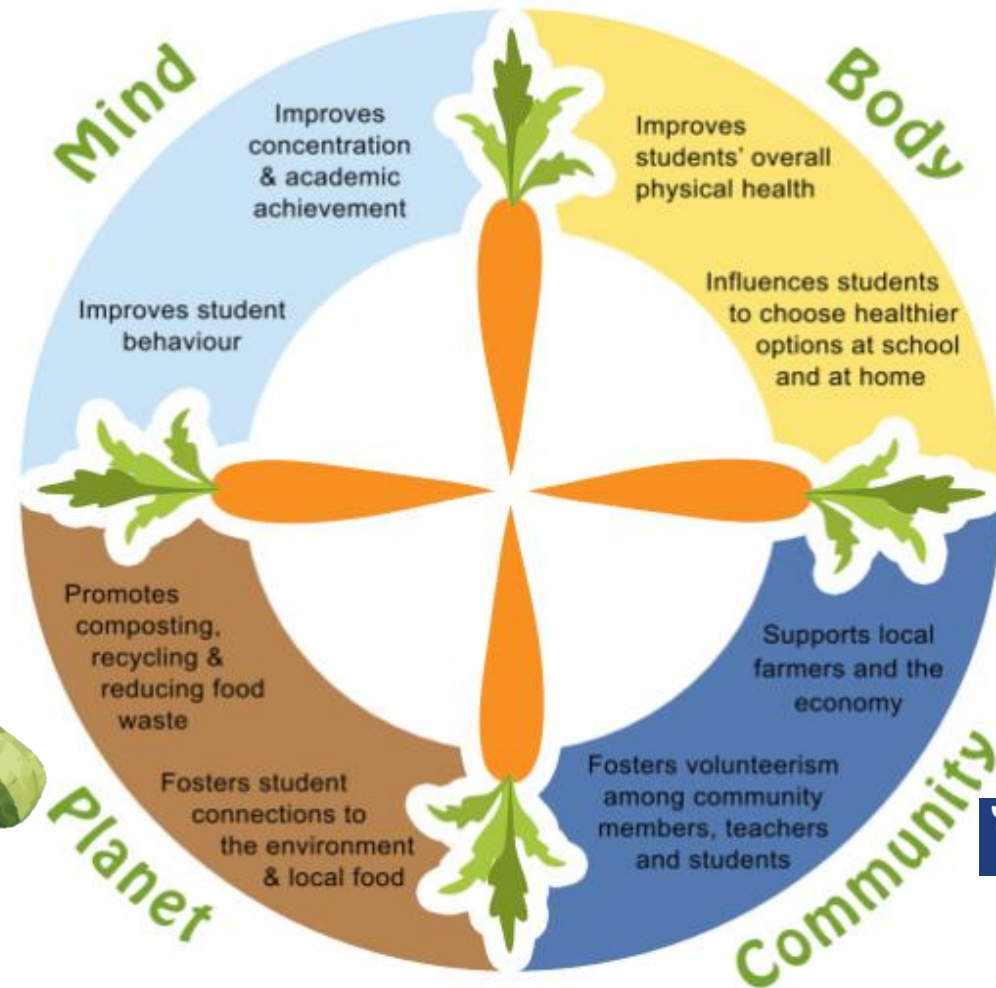 Mind
Improves
concentration
& academic
achievement
Improves student
behaviour
Body
Improves
students’ overall
physical health
Influences students
to choose healthier
options at school
and at home
Planet
Promotes
composting,
recycling &
reducing food
waste
Fosters student
connections to
the environment
& local food
Community
Supports local
farmers and the
economy
Fosters volunteerism
among community
members, teachers
and students